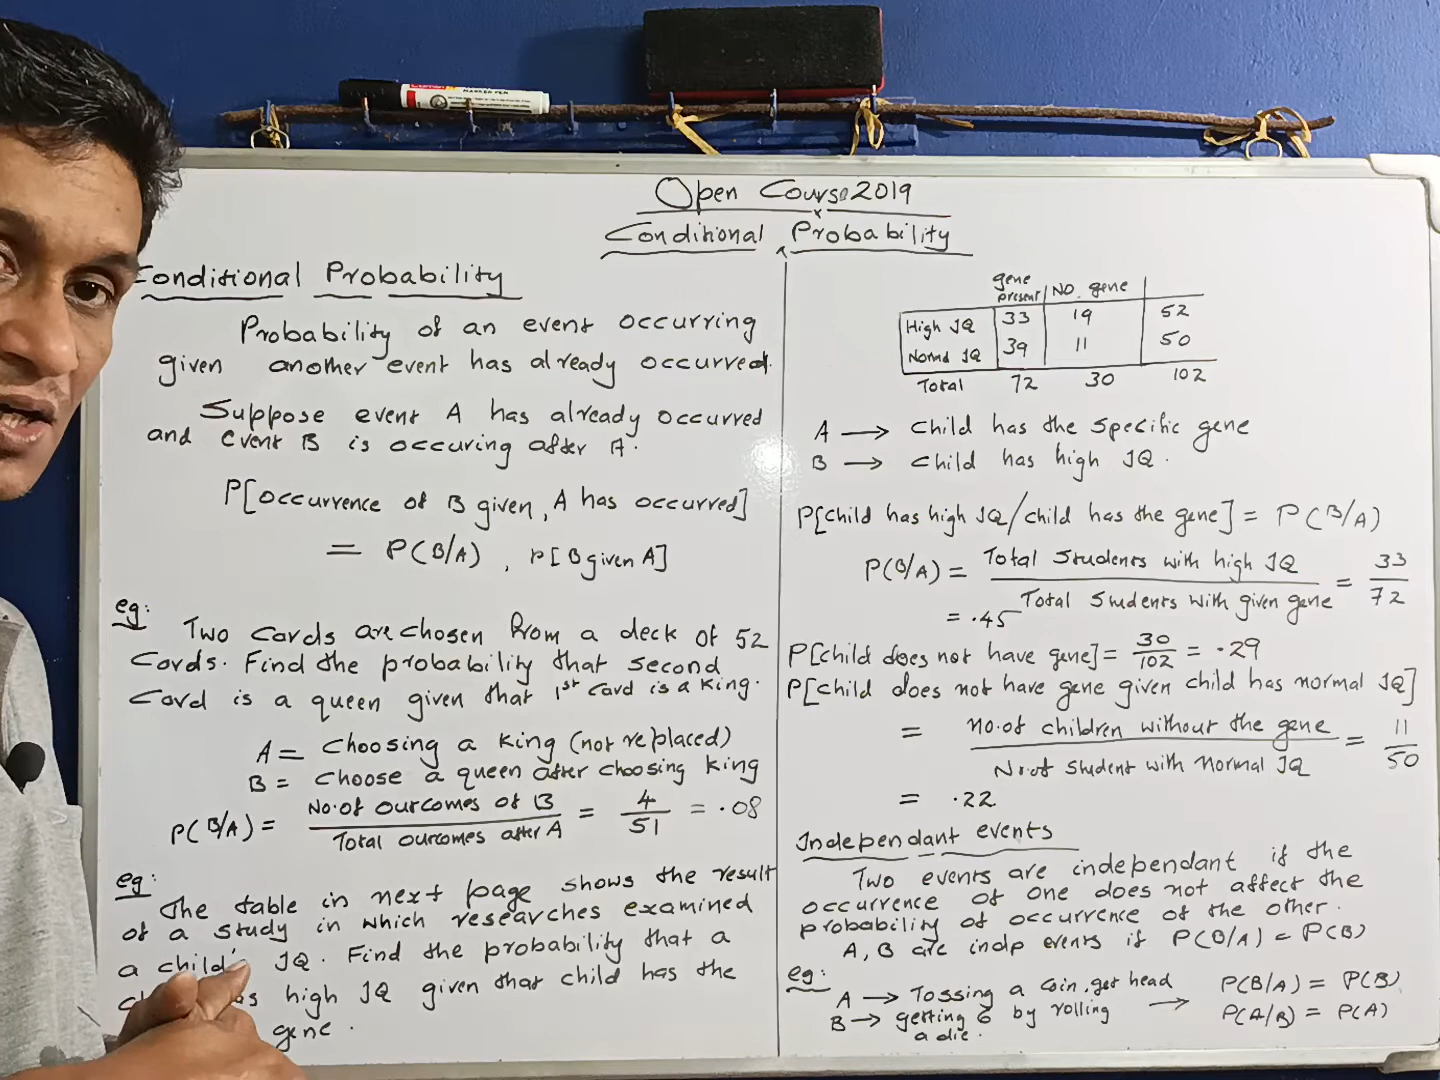 MARKER PEN
Open Course 2019
Conditional Probability
Conditional Probability
Probability of an event occurring
given another event has already occurred.
Suppose event A has already occurred
and event B is occuring after A.
P[occurrence of B given, A has occurred]
= P(B/A) , P[B given A]
eg:
Two cards are chosen from a deck of 52
cards. Find the probability that second
card is a queen given that 1st card is a king.
A = choosing a king (not replaced)
B = choose a queen after choosing king
P(B/A) = No. of outcomes of B / Total outcomes after A = 4/51 = .08
eg:
The table in next page shows the result
of a study in which researches examined
a child's IQ. Find the probability that a
high IQ given that child has the
gene.
gene present | NO. gene
High IQ 33 19 52
Normal IQ 39 11 50
Total 72 30 102
A → child has the specific gene
B → child has high IQ.
P[child has high IQ/child has the gene] = P(B/A)
P(B/A) = Total students with high IQ / Total students with given gene = 33/72
= .45
P[child does not have gene] = 30/102 = .29
P[child does not have gene given child has normal IQ]
= no. of children without the gene / No. of student with normal IQ = 11/50
= .22
Independant events
Two events are independant if the
occurrence of one does not affect the
probability of occurrence of the other.
A, B are indp events if P(B/A) = P(B)
eg:
A → Tossing a coin, get head
B → getting 6 by rolling
a die.
→ P(B/A) = P(B)
P(A/B) = P(A)